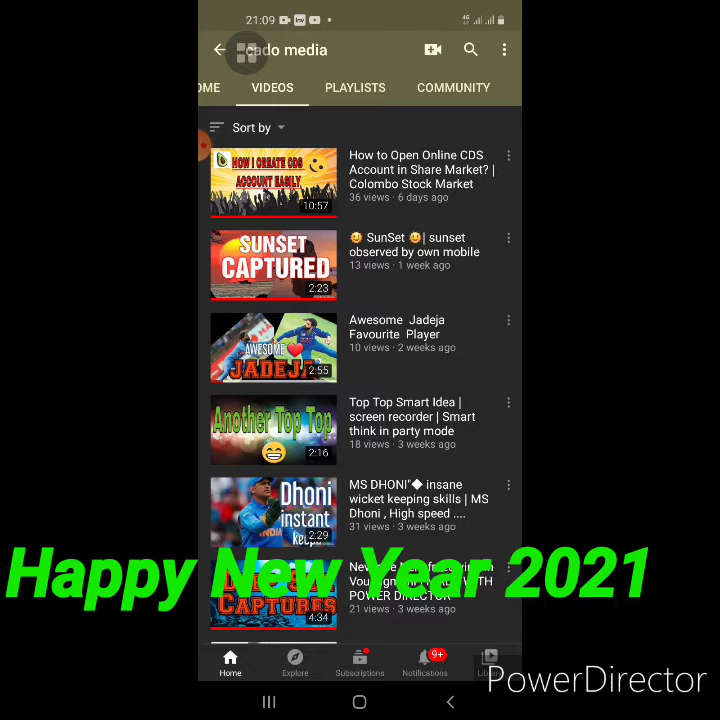 21:09
4G
cado media
OME VIDEOS PLAYLISTS COMMUNITY
Sort by
HOW I CREATE CDS
ACCOUNT EASILY
10:57
How to Open Online CDS
Account in Share Market? |
Colombo Stock Market
36 views · 6 days ago
SUNSET
CAPTURED
2:23
😃 SunSet 😃| sunset
observed by own mobile
13 views · 1 week ago
AWESOME
JADEJA
2:55
Awesome Jadeja
Favourite Player
10 views · 2 weeks ago
Another Top Top
2:16
Top Top Smart Idea |
screen recorder | Smart
think in party mode
18 views · 3 weeks ago
Dhoni
instant
2:29
MS DHONI"◆ insane
wicket keeping skills | MS
Dhoni , High speed ....
31 views · 3 weeks ago
Happy New Year 2021
CAPTURES
4:34
POWER DIRECTOR
21 views · 3 weeks ago
Home Explore Subscriptions Notifications
9+
PowerDirector